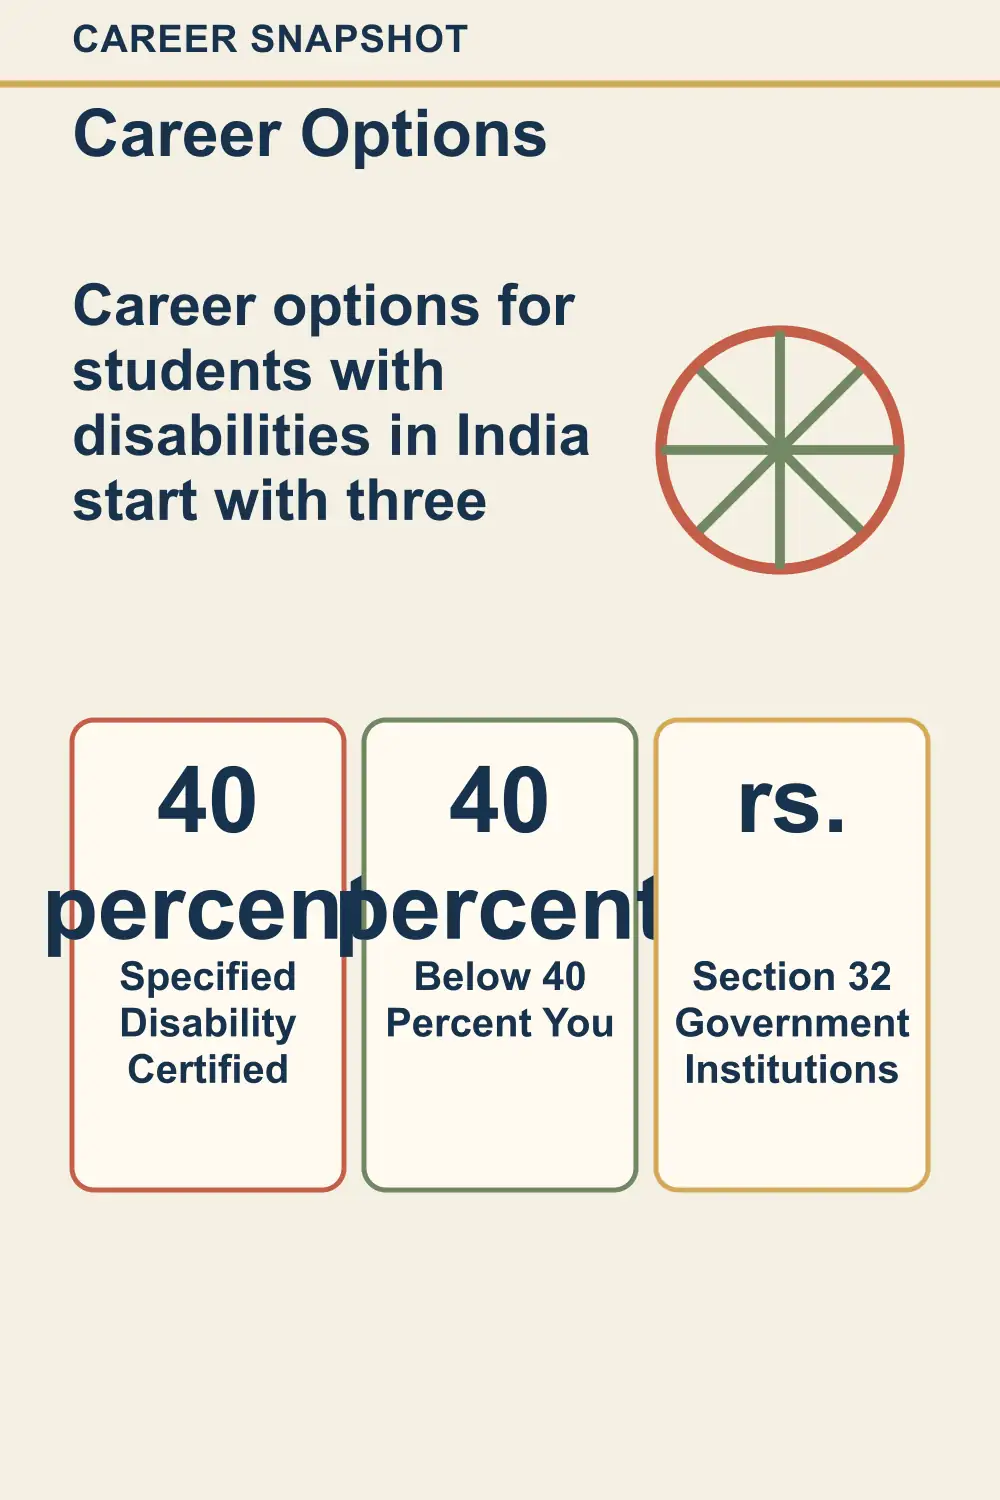 CAREER SNAPSHOT
Career Options
Career options for
students with
disabilities in India
start with three
40
percent
Specified
Disability
Certified
40
percent
Below 40
Percent You
rs.
Section 32
Government
Institutions